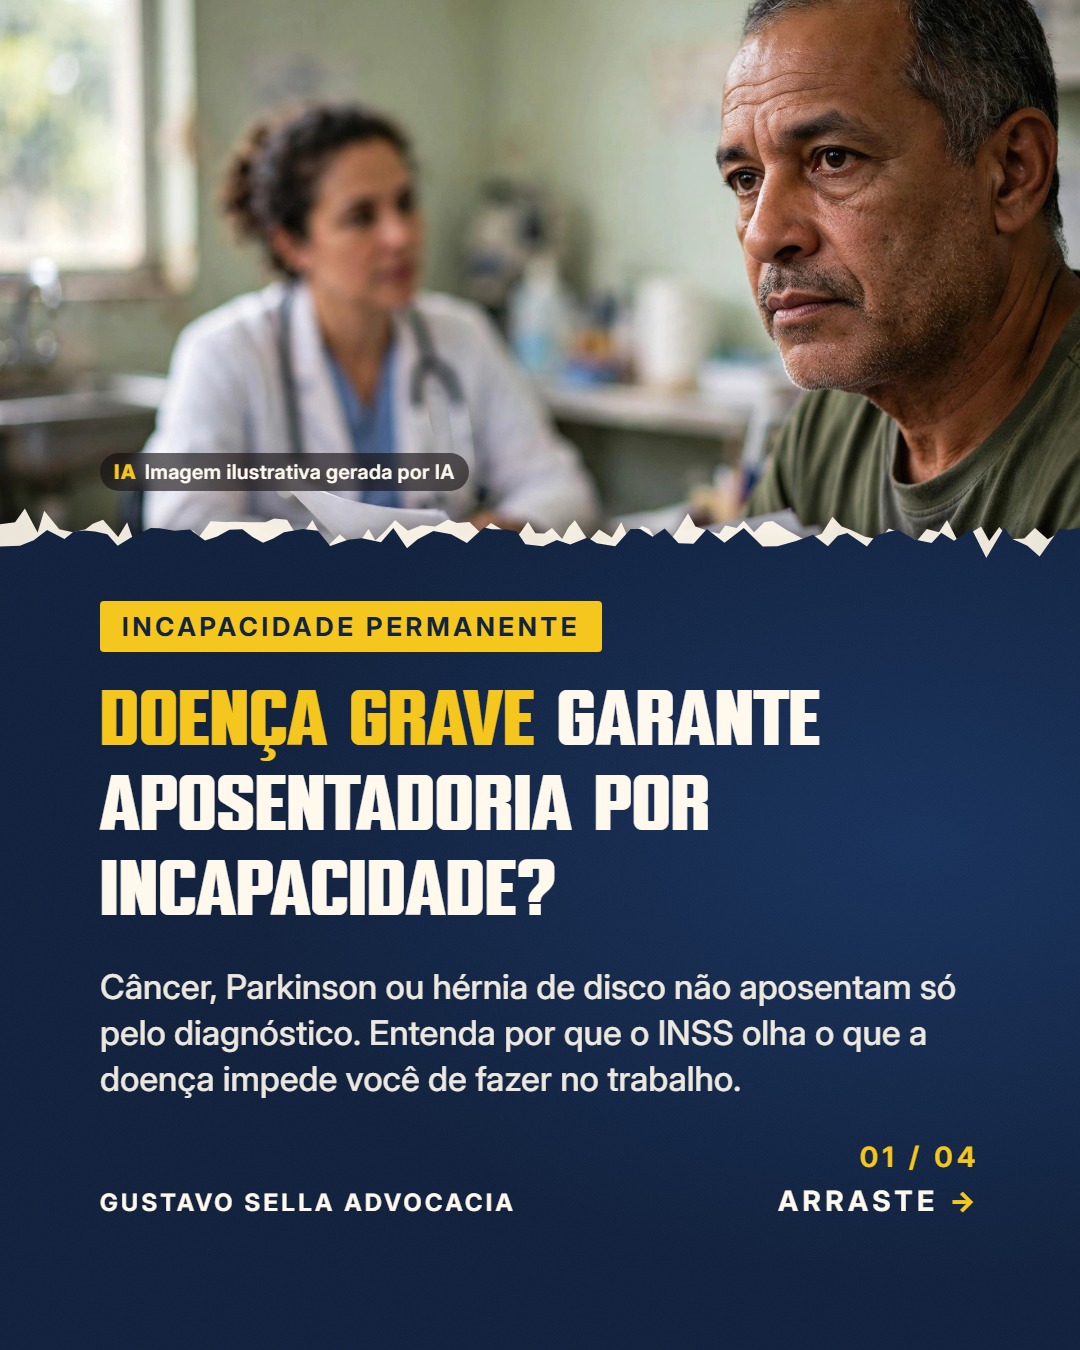 IA Imagem ilustrativa gerada por IA
INCAPACIDADE PERMANENTE
DOENÇA GRAVE GARANTE
APOSENTADORIA POR
INCAPACIDADE?
Câncer, Parkinson ou hérnia de disco não aposentam só
pelo diagnóstico. Entenda por que o INSS olha o que a
doença impede você de fazer no trabalho.
01 / 04
GUSTAVO SELLA ADVOCACIA
ARRASTE →